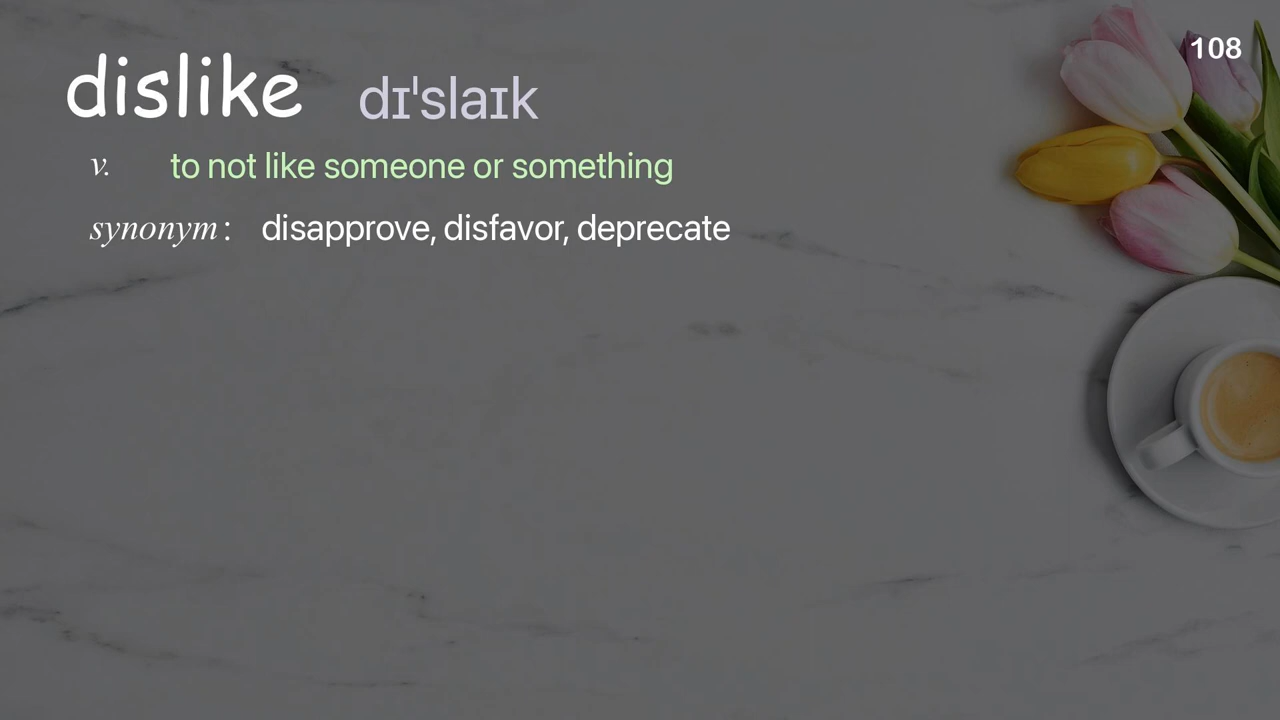 108
dislike dɪ'slaɪk
v. to not like someone or something
synonym: disapprove, disfavor, deprecate